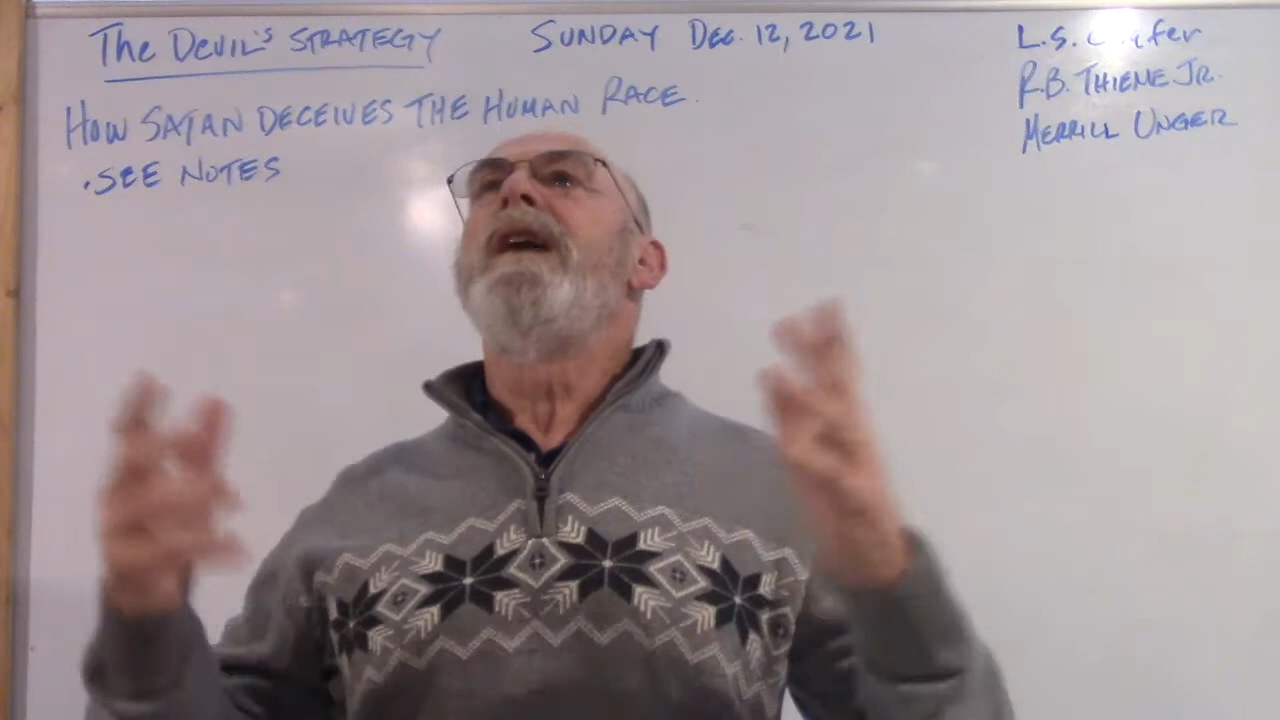 The Devil's Strategy
Sunday Dec. 12, 2021
How Satan Deceives the Human Race.
• See Notes
L.S.
R.B. Thieme Jr.
Merrill Unger